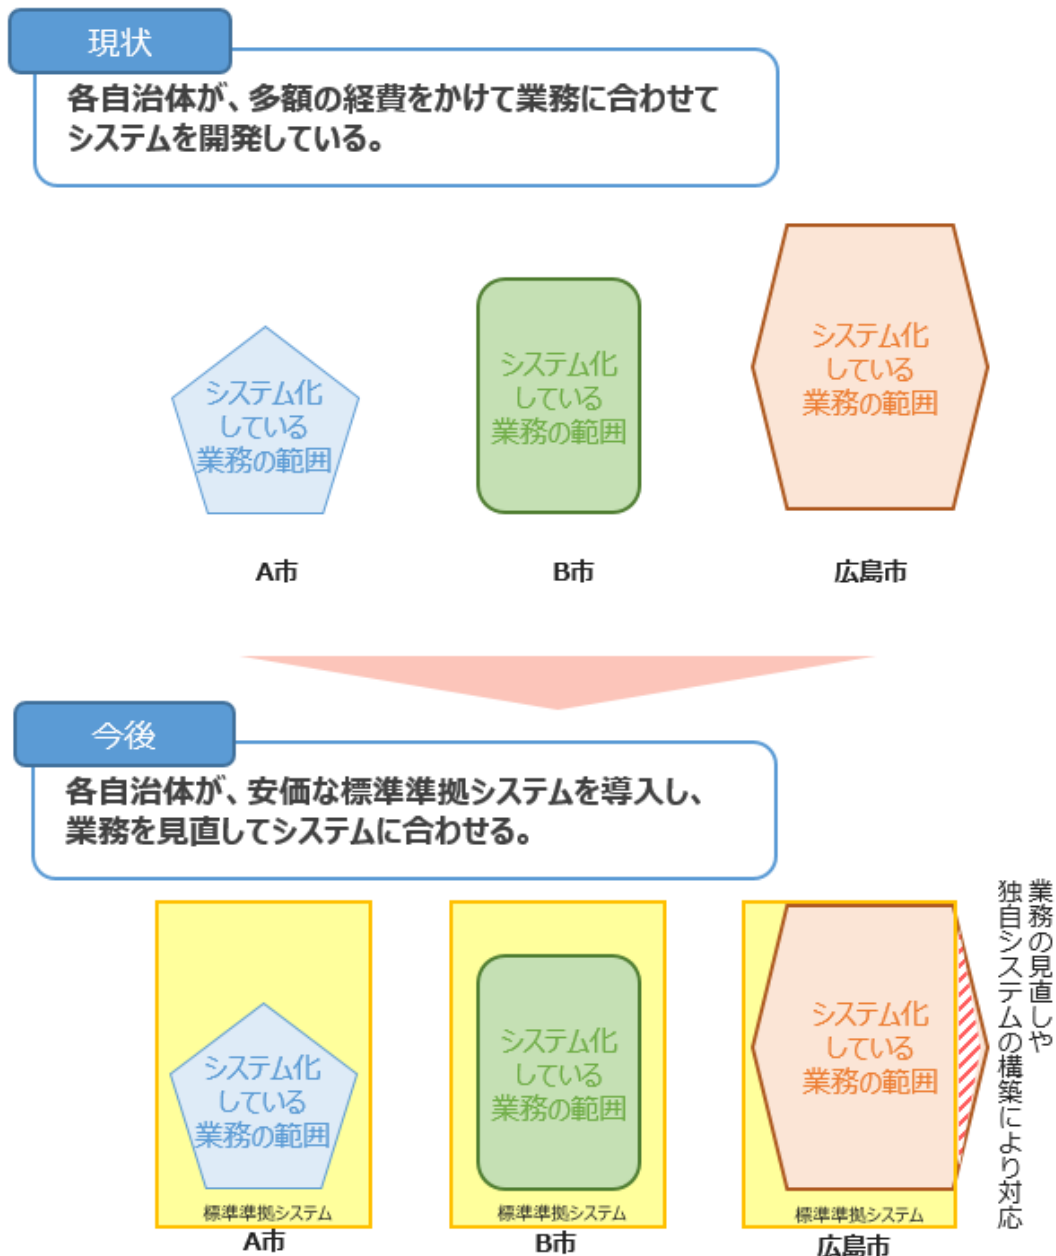 現状
各自治体が、多額の経費をかけて業務に合わせて
システムを開発している。
システム化
している
業務の範囲
システム化
している
業務の範囲
システム化
している
業務の範囲
A市
B市
広島市
今後
各自治体が、安価な標準準拠システムを導入し、
業務を見直してシステムに合わせる。
システム化
している
業務の範囲
標準準拠システム
A市
システム化
している
業務の範囲
標準準拠システム
B市
システム化
している
業務の範囲
標準準拠システム
広島市
業務の見直しや
独自システムの構築により対応